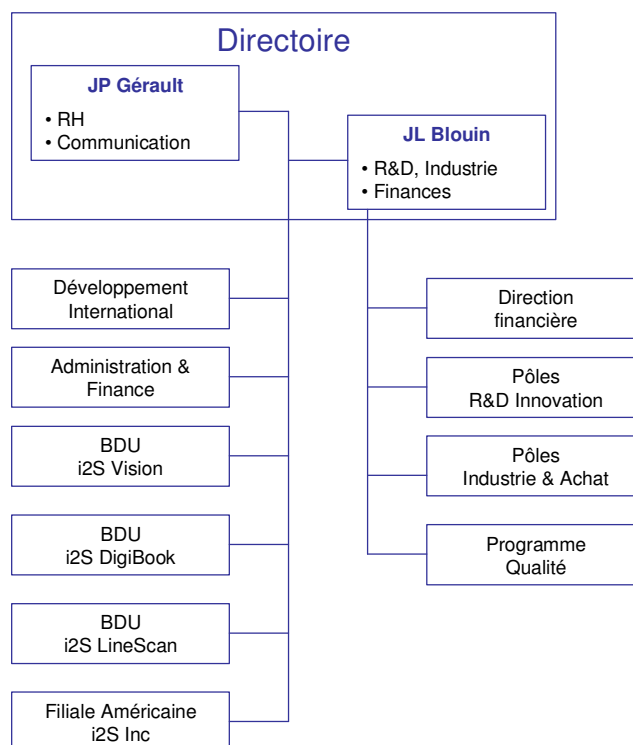 Directoire
JP Gérault
• RH
• Communication
JL Blouin
• R&D, Industrie
• Finances
Développement
International
Administration &
Finance
BDU
i2S Vision
BDU
i2S DigiBook
BDU
i2S LineScan
Filiale Américaine
i2S Inc
Direction
financière
Pôles
R&D Innovation
Pôles
Industrie & Achat
Programme
Qualité